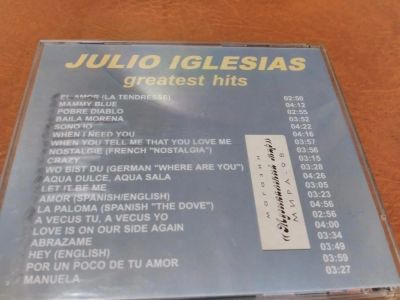 JULIO IGLESIAS
greatest hits
EL AMOR (LA TENDRESSE) 02:50
MAMMY BLUE 04:12
POBRE DIABLO 02:55
BAILA MORENA 03:52
SONO IO 04:22
WHEN I NEED YOU 04:16
WHEN YOU TELL ME THAT YOU LOVE ME 03:57
NOSTALGIE (FRENCH "NOSTALGIA") 03:56
CRAZY 03:15
WO BIST DU (GERMAN "WHERE ARE YOU") 03:28
AQUA DULCE, AQUA SALA 04:26
LET IT BE ME 03:05
AMOR (SPANISH/ENGLISH) 03:23
LA PALOMA (SPANISH "THE DOVE") 04:56
A VECUS TU, A VECUS YO 02:56
LOVE IS ON OUR SIDE AGAIN 04:00
ABRAZAME 03:34
HEY (ENGLISH) 03:49
POR UN POCO DE TU AMOR 03:59
MANUELA 03:27
магазин